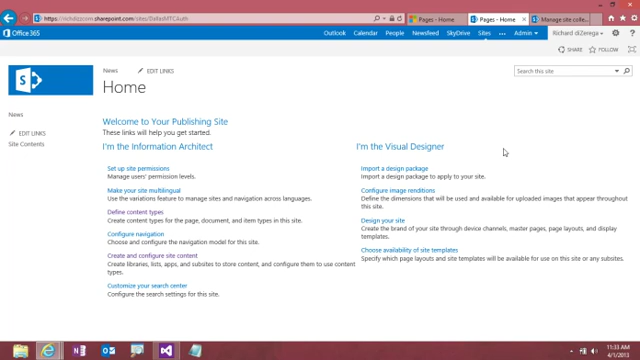 https://richdizzcom.sharepoint.com/sites/DallasMTCAuth
Pages - Home
Pages - Home
Manage site colle...
Office 365
Outlook Calendar People Newsfeed SkyDrive Sites ... Admin Richard diZerega ?
SHARE FOLLOW
News EDIT LINKS
Search this site
Home
News
EDIT LINKS
Site Contents
Welcome to Your Publishing Site
These links will help you get started.
I'm the Information Architect
Set up site permissions
Manage users' permission levels.
Make your site multilingual
Use the variations feature to manage sites and navigation across languages.
Define content types
Create content types for the page, document, and item types in this site.
Configure navigation
Choose and configure the navigation model for this site.
Create and configure site content
Create libraries, lists, apps, and subsites to store content, and configure them to use content
types.
Customize your search center
Configure the search settings for this site.
I'm the Visual Designer
Import a design package
Import a design package to apply to your site.
Configure image renditions
Define the dimensions that will be used and available for uploaded images that appear throughout
this site.
Design your site
Create the brand of your site through device channels, master pages, page layouts, and display
templates.
Choose availability of site templates
Specify which page layouts and site templates will be available for use on this site or any subsites.
11:33 AM
4/1/2013